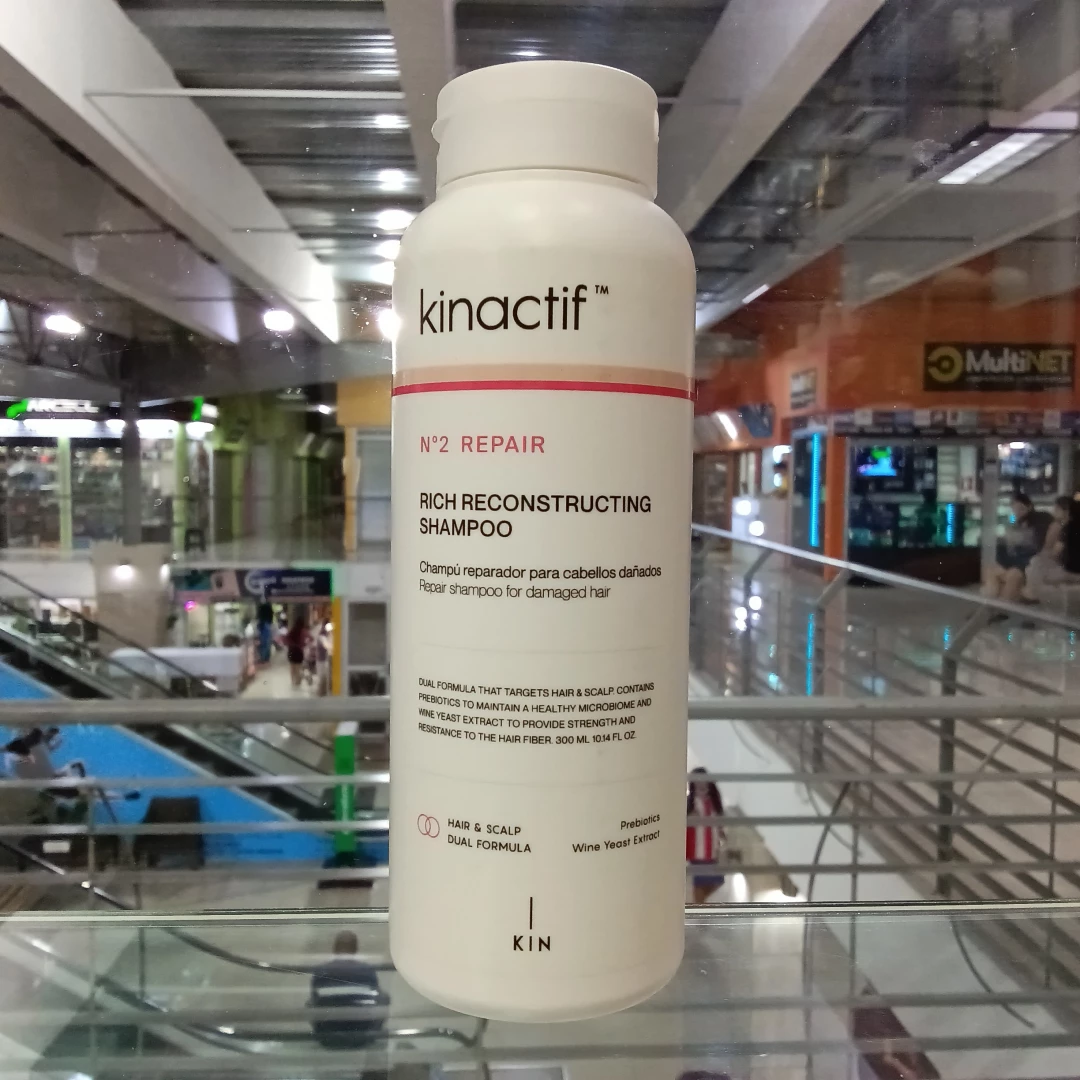 kinactif™
N°2 REPAIR
RICH RECONSTRUCTING
SHAMPOO
Champú reparador para cabellos dañados
Repair shampoo for damaged hair
DUAL FORMULA THAT TARGETS HAIR & SCALP. CONTAINS
PREBIOTICS TO MAINTAIN A HEALTHY MICROBIOME AND
WINE YEAST EXTRACT TO PROVIDE STRENGTH AND
RESISTANCE TO THE HAIR FIBER. 300 ML 10.14 FL OZ.
HAIR & SCALP
DUAL FORMULA
Prebiotics
Wine Yeast Extract
KIN
MultiNET